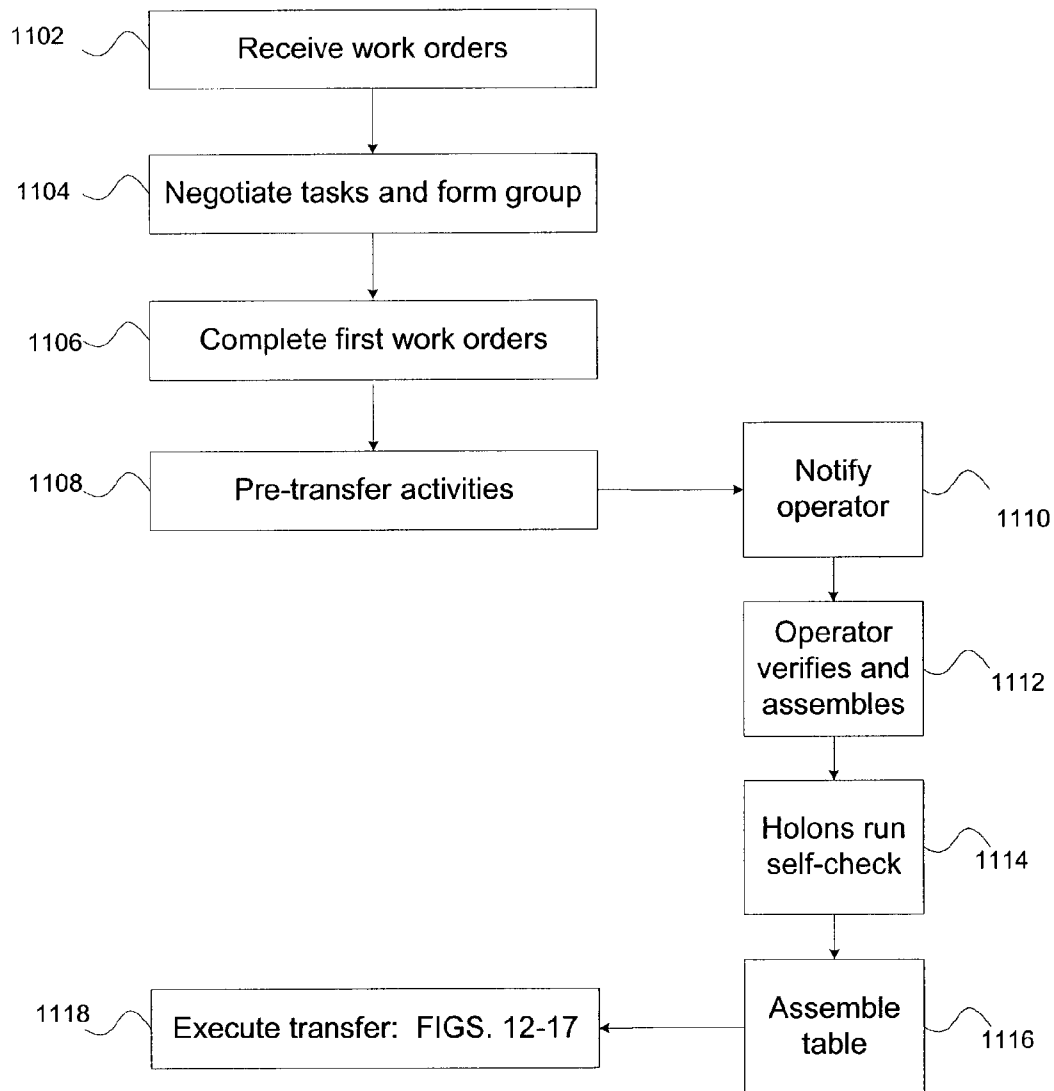 1102
Receive work orders
1104
Negotiate tasks and form group
1106
Complete first work orders
1108
Pre-transfer activities
Notify
operator
1110
Operator
verifies and
assembles
1112
Holons run
self-check
1114
Assemble
table
1116
1118
Execute transfer: FIGS. 12-17